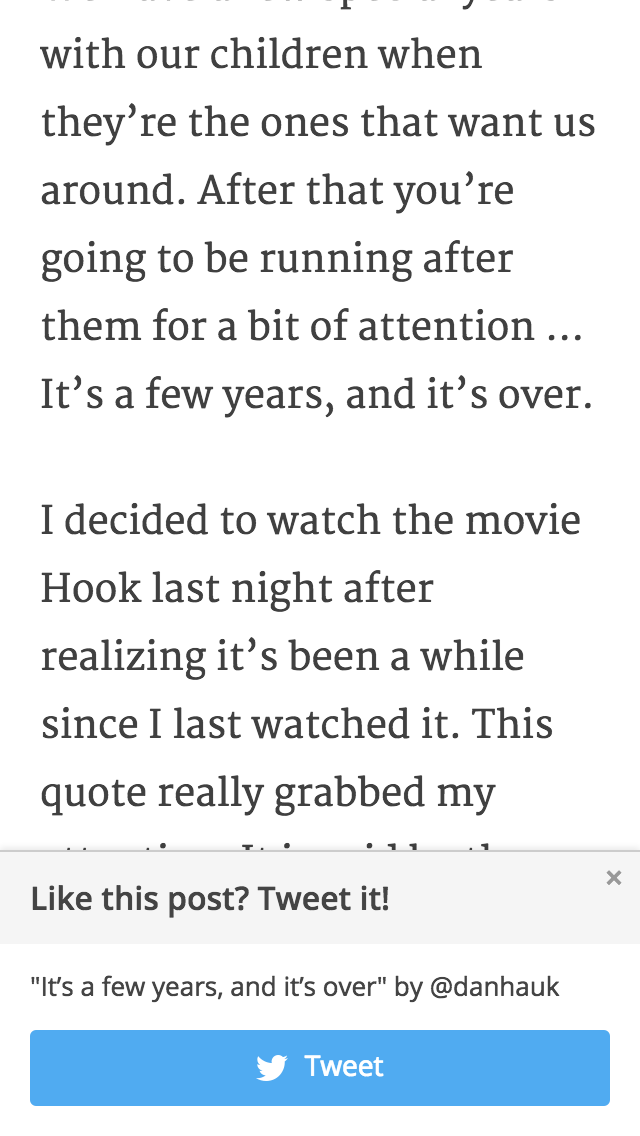 with our children when
they’re the ones that want us
around. After that you’re
going to be running after
them for a bit of attention ...
It’s a few years, and it’s over.
I decided to watch the movie
Hook last night after
realizing it’s been a while
since I last watched it. This
quote really grabbed my
Like this post? Tweet it!
×
"It’s a few years, and it’s over" by @danhauk
Tweet